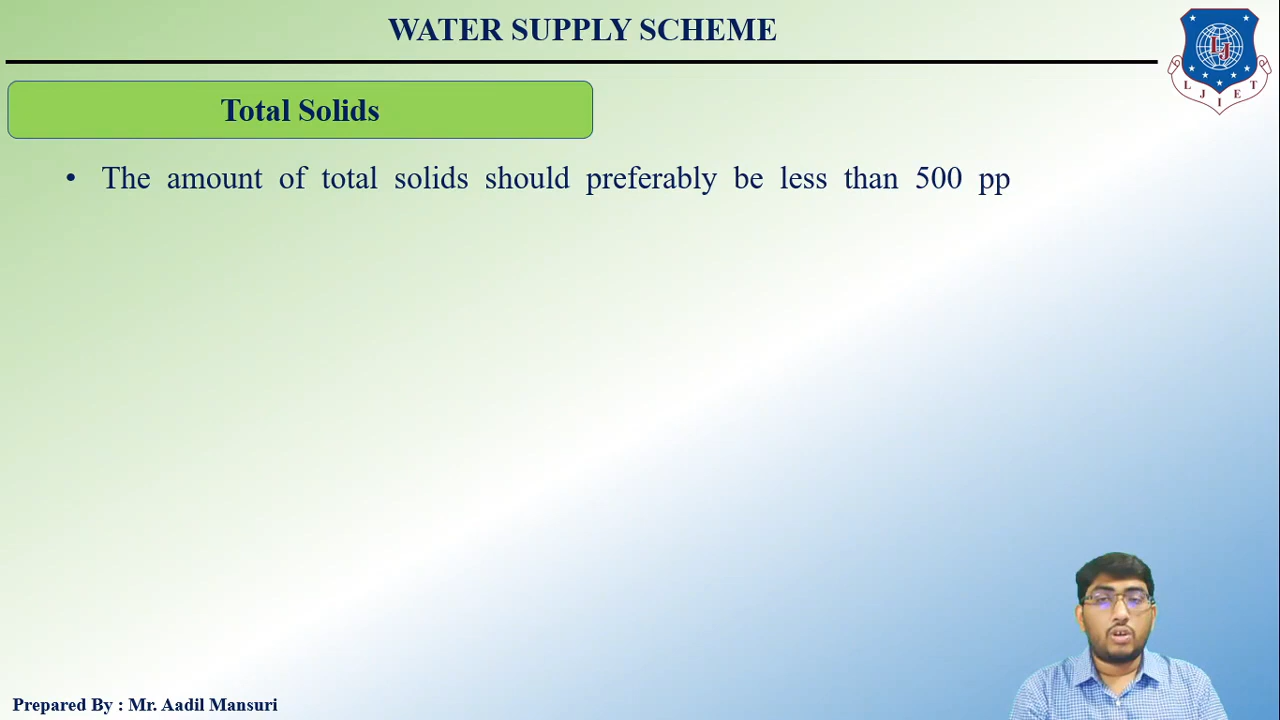 WATER SUPPLY SCHEME
LJ
L J I E T
Total Solids
• The amount of total solids should preferably be less than 500 pp
Prepared By : Mr. Aadil Mansuri